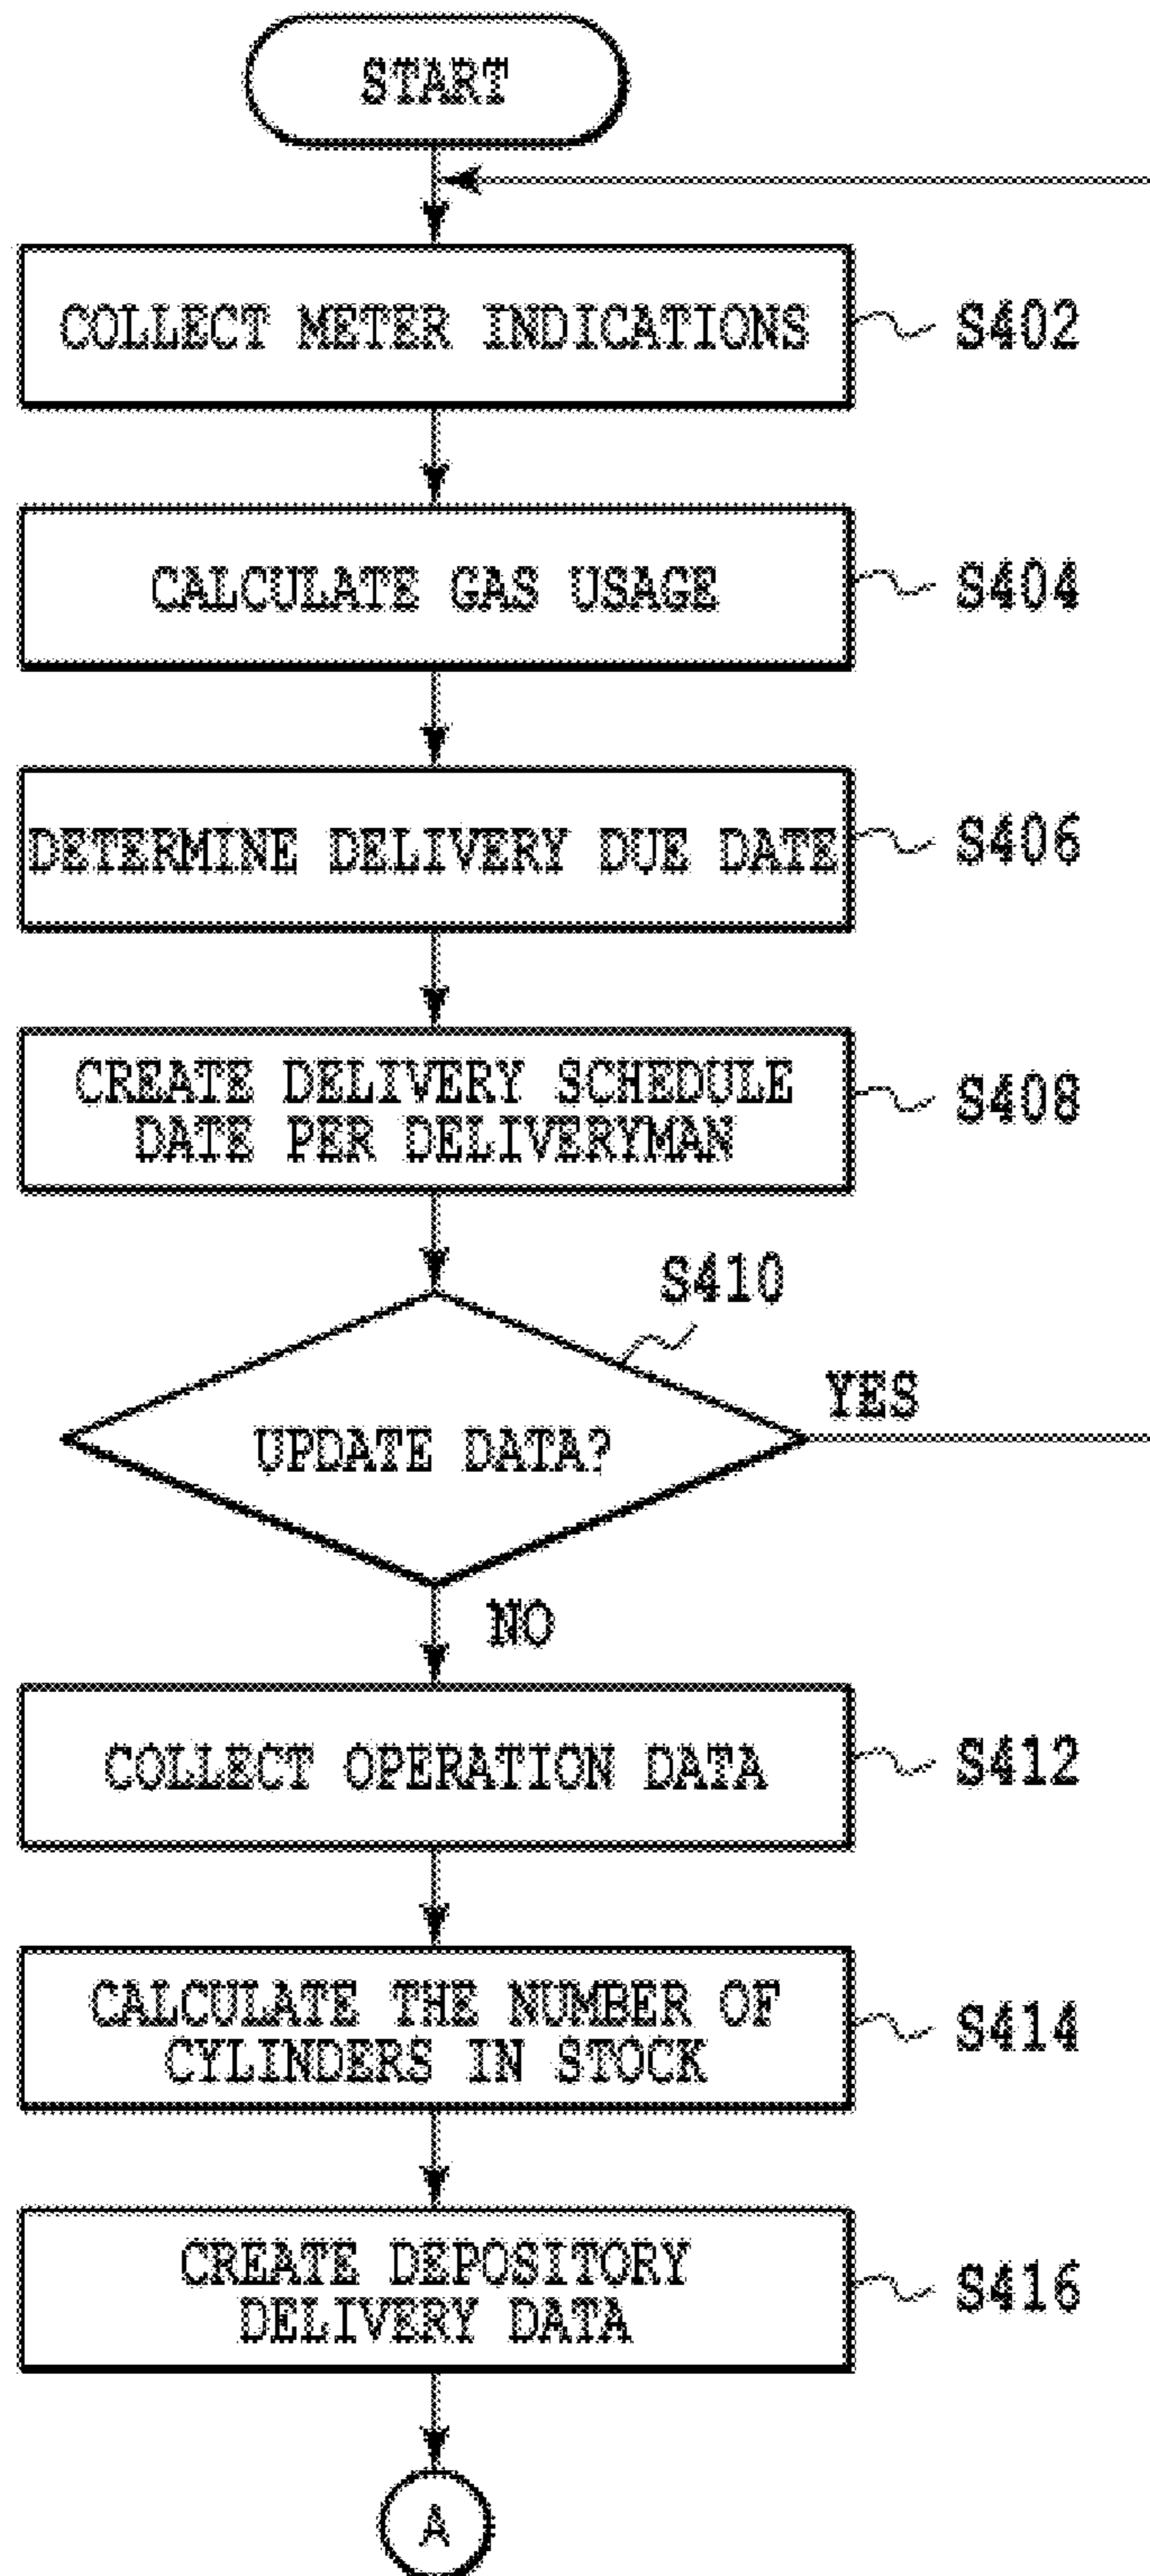 START
COLLECT METER INDICATIONS
S402
CALCULATE GAS USAGE
S404
DETERMINE DELIVERY DUE DATE
S406
CREATE DELIVERY SCHEDULE
DATE PER DELIVERYMAN
S408
S410
UPDATE DATA?
YES
NO
COLLECT OPERATION DATA
S412
CALCULATE THE NUMBER OF
CYLINDERS IN STOCK
S414
CREATE DEPOSITORY
DELIVERY DATA
S416
A